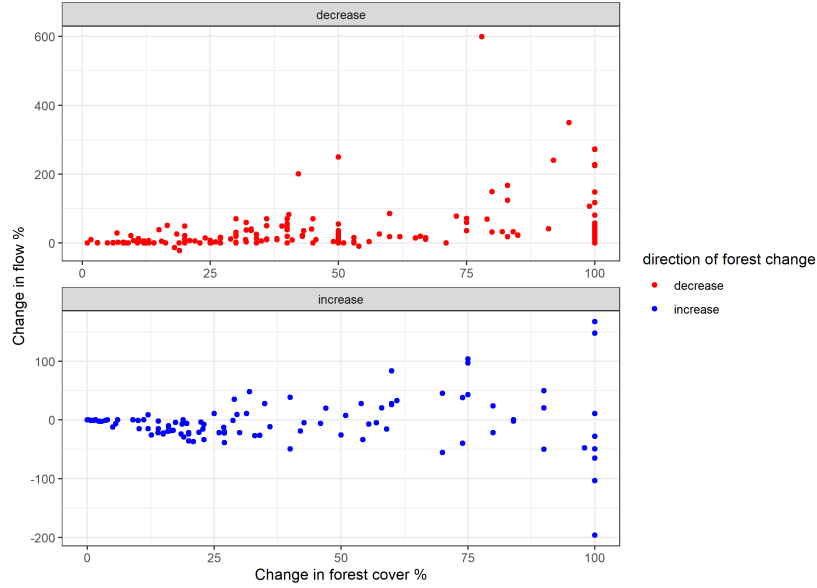 decrease
600
400
200
0
0
25
50
75
100
Change in flow %
direction of forest change
decrease
increase
increase
100
0
-100
-200
0
25
50
75
100
Change in forest cover %